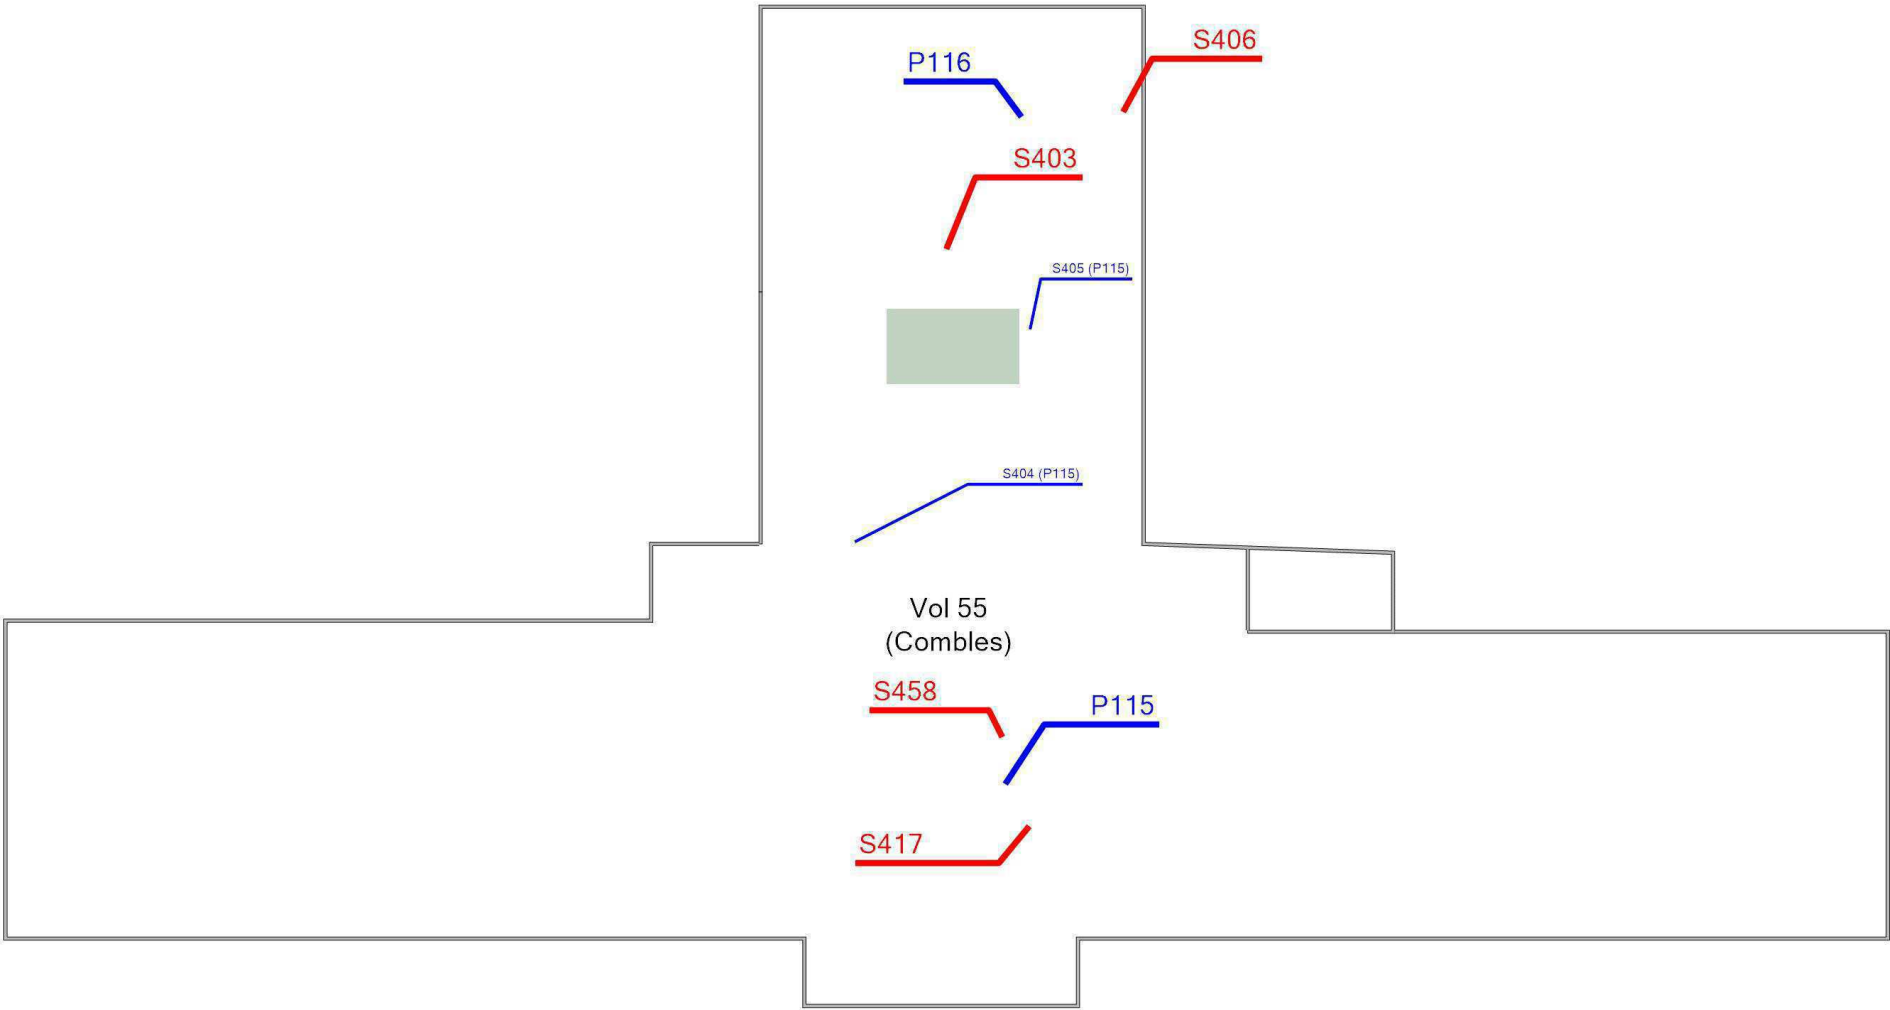 S406
P116
S403
S405 (P115)
S404 (P115)
Vol 55
(Combles)
S458
P115
S417